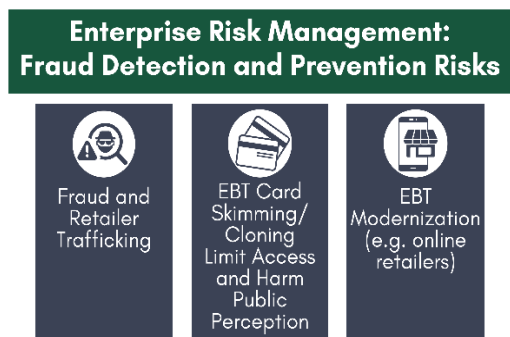 Enterprise Risk Management:
Fraud Detection and Prevention Risks
Fraud and
Retailer
Trafficking
EBT Card
Skimming/
Cloning
Limit Access
and Harm
Public
Perception
EBT
Modernization
(e.g. online
retailers)